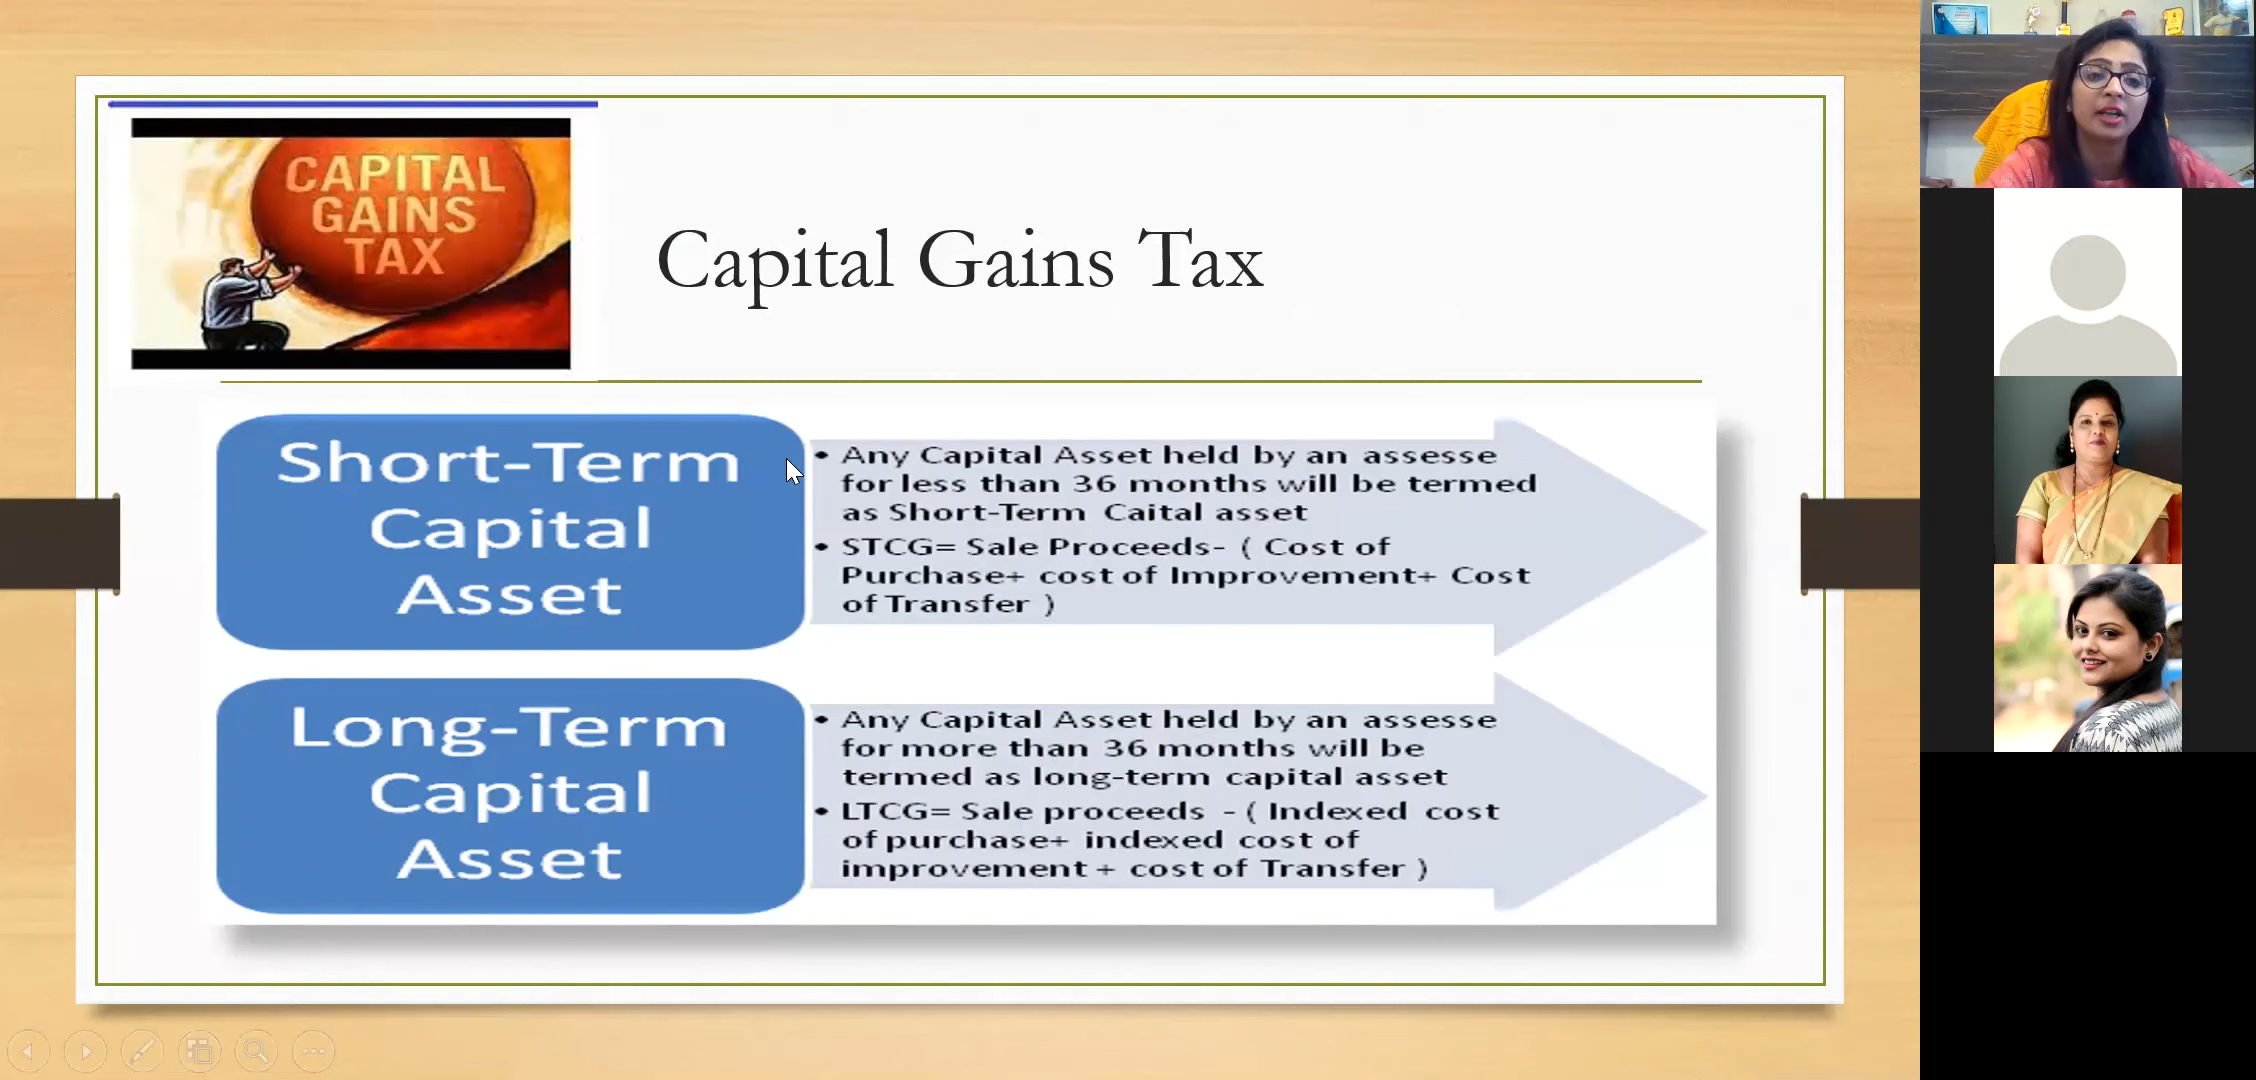 CAPITAL
GAINS
TAX
Capital Gains Tax
Short-Term
Capital
Asset
• Any Capital Asset held by an assesse
for less than 36 months will be termed
as Short-Term Caital asset
• STCG= Sale Proceeds- ( Cost of
Purchase+ cost of Improvement+ Cost
of Transfer )
Long-Term
Capital
Asset
• Any Capital Asset held by an assesse
for more than 36 months will be
termed as long-term capital asset
• LTCG= Sale proceeds - ( Indexed cost
of purchase+ indexed cost of
improvement + cost of Transfer )